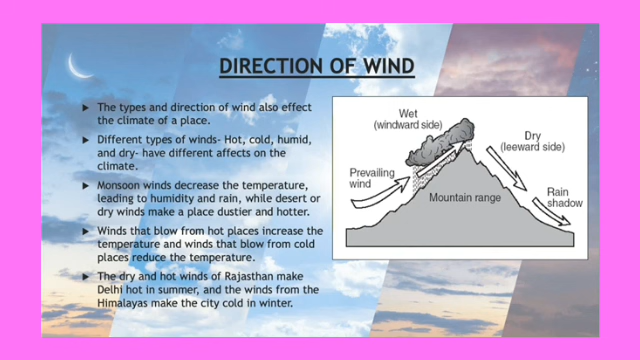 DIRECTION OF WIND
The types and direction of wind also effect
the climate of a place.
Different types of winds- Hot, cold, humid,
and dry- have different affects on the
climate.
Monsoon winds decrease the temperature,
leading to humidity and rain, while desert or
dry winds make a place dustier and hotter.
Winds that blow from hot places increase the
temperature and winds that blow from cold
places reduce the temperature.
The dry and hot winds of Rajasthan make
Delhi hot in summer, and the winds from the
Himalayas make the city cold in winter.
Wet
(windward side)
Dry
(leeward side)
Prevailing
wind
Mountain range
Rain
shadow